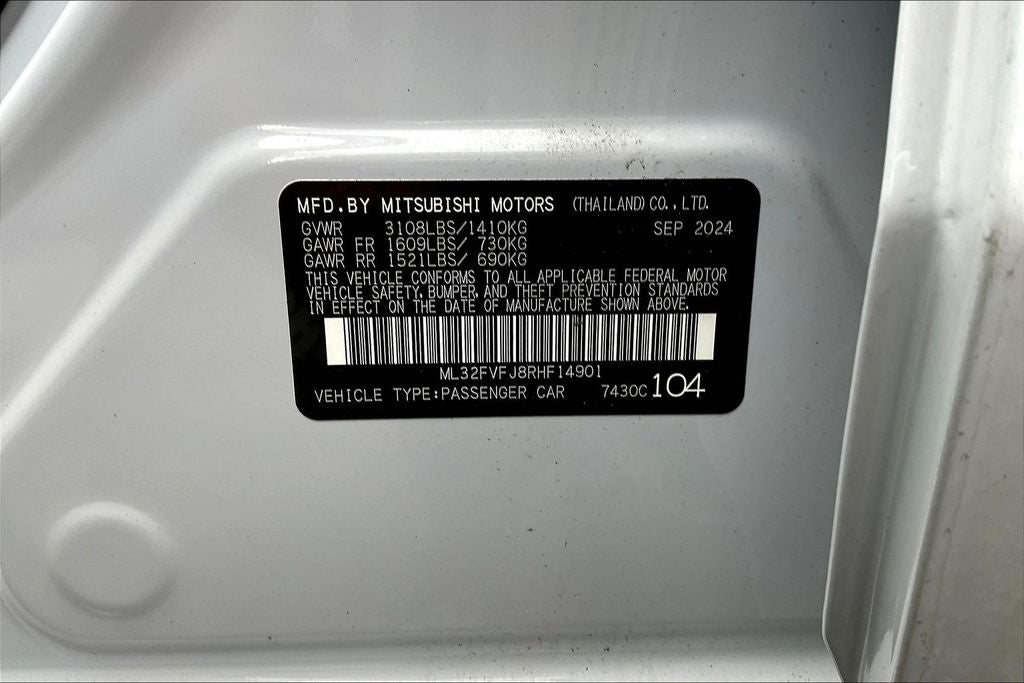 MFD.BY MITSUBISHI MOTORS (THAILAND) CO.,LTD.
GVWR 3108LBS/1410KG SEP 2024
GAWR FR 1609LBS/ 730KG
GAWR RR 1521LBS/ 690KG
THIS VEHICLE CONFORMS TO ALL APPLICABLE FEDERAL MOTOR
VEHICLE SAFETY, BUMPER, AND THEFT PREVENTION STANDARDS
IN EFFECT ON THE DATE OF MANUFACTURE SHOWN ABOVE.
ML32FVFJ8RHF14901
VEHICLE TYPE:PASSENGER CAR 7430C 104